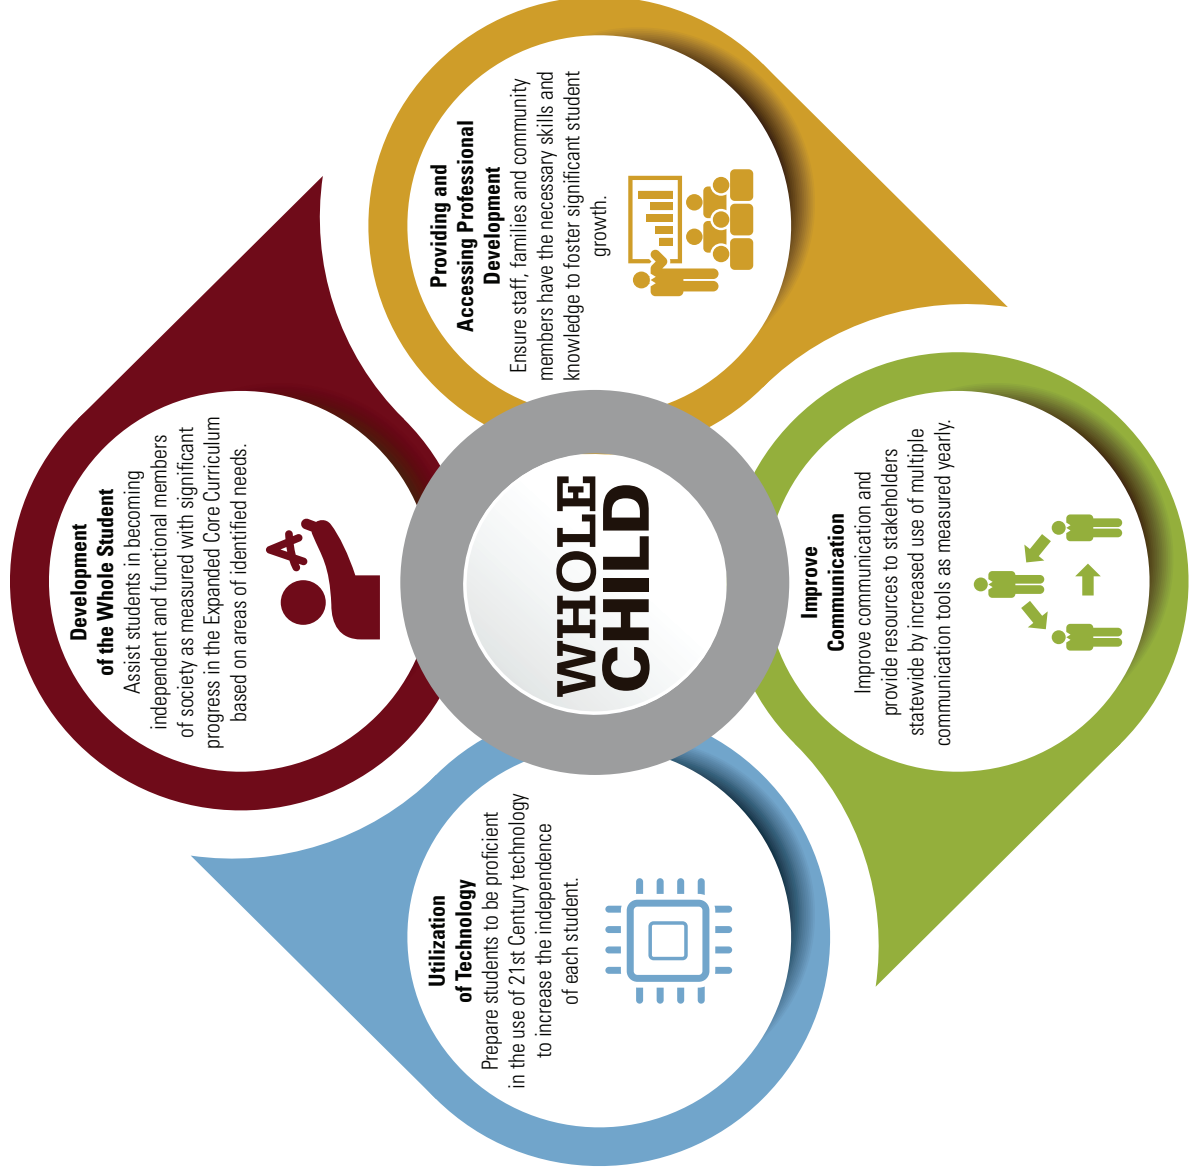 Development
of the Whole Student
Assist students in becoming
independent and functional members
of society as measured with significant
progress in the Expanded Core Curriculum
based on areas of identified needs.
Utilization
of Technology
Prepare students to be proficient
in the use of 21st Century technology
to increase the independence
of each student.
WHOLE
CHILD
Providing and
Accessing Professional
Development
Ensure staff, families and community
members have the necessary skills and
knowledge to foster significant student
growth.
Improve
Communication
Improve communication and
provide resources to stakeholders
statewide by increased use of multiple
communication tools as measured yearly.